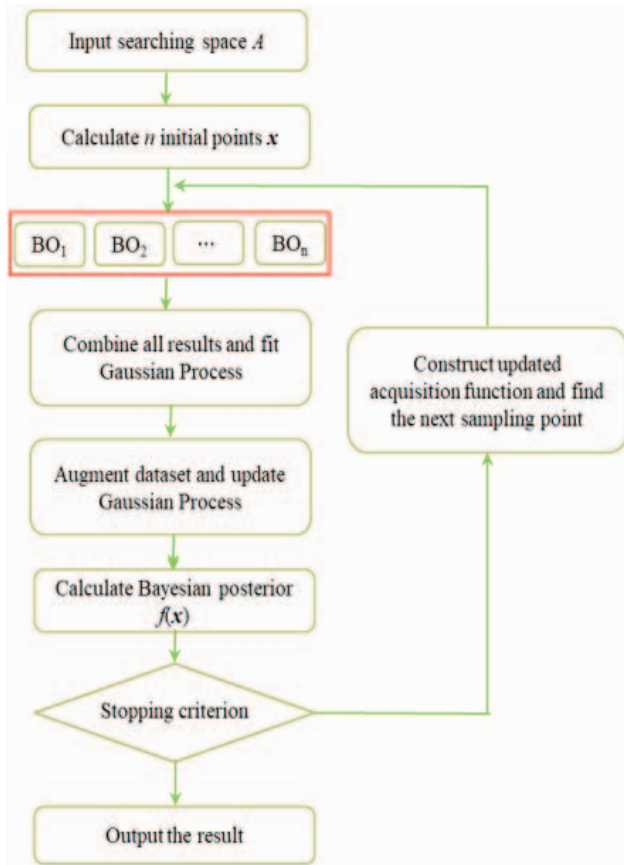 Input searching space A
Calculate n initial points x
BO1 BO2 ... BOn
Combine all results and fit
Gaussian Process
Construct updated
acquisition function and find
the next sampling point
Augment dataset and update
Gaussian Process
Calculate Bayesian posterior
f(x)
Stopping criterion
Output the result